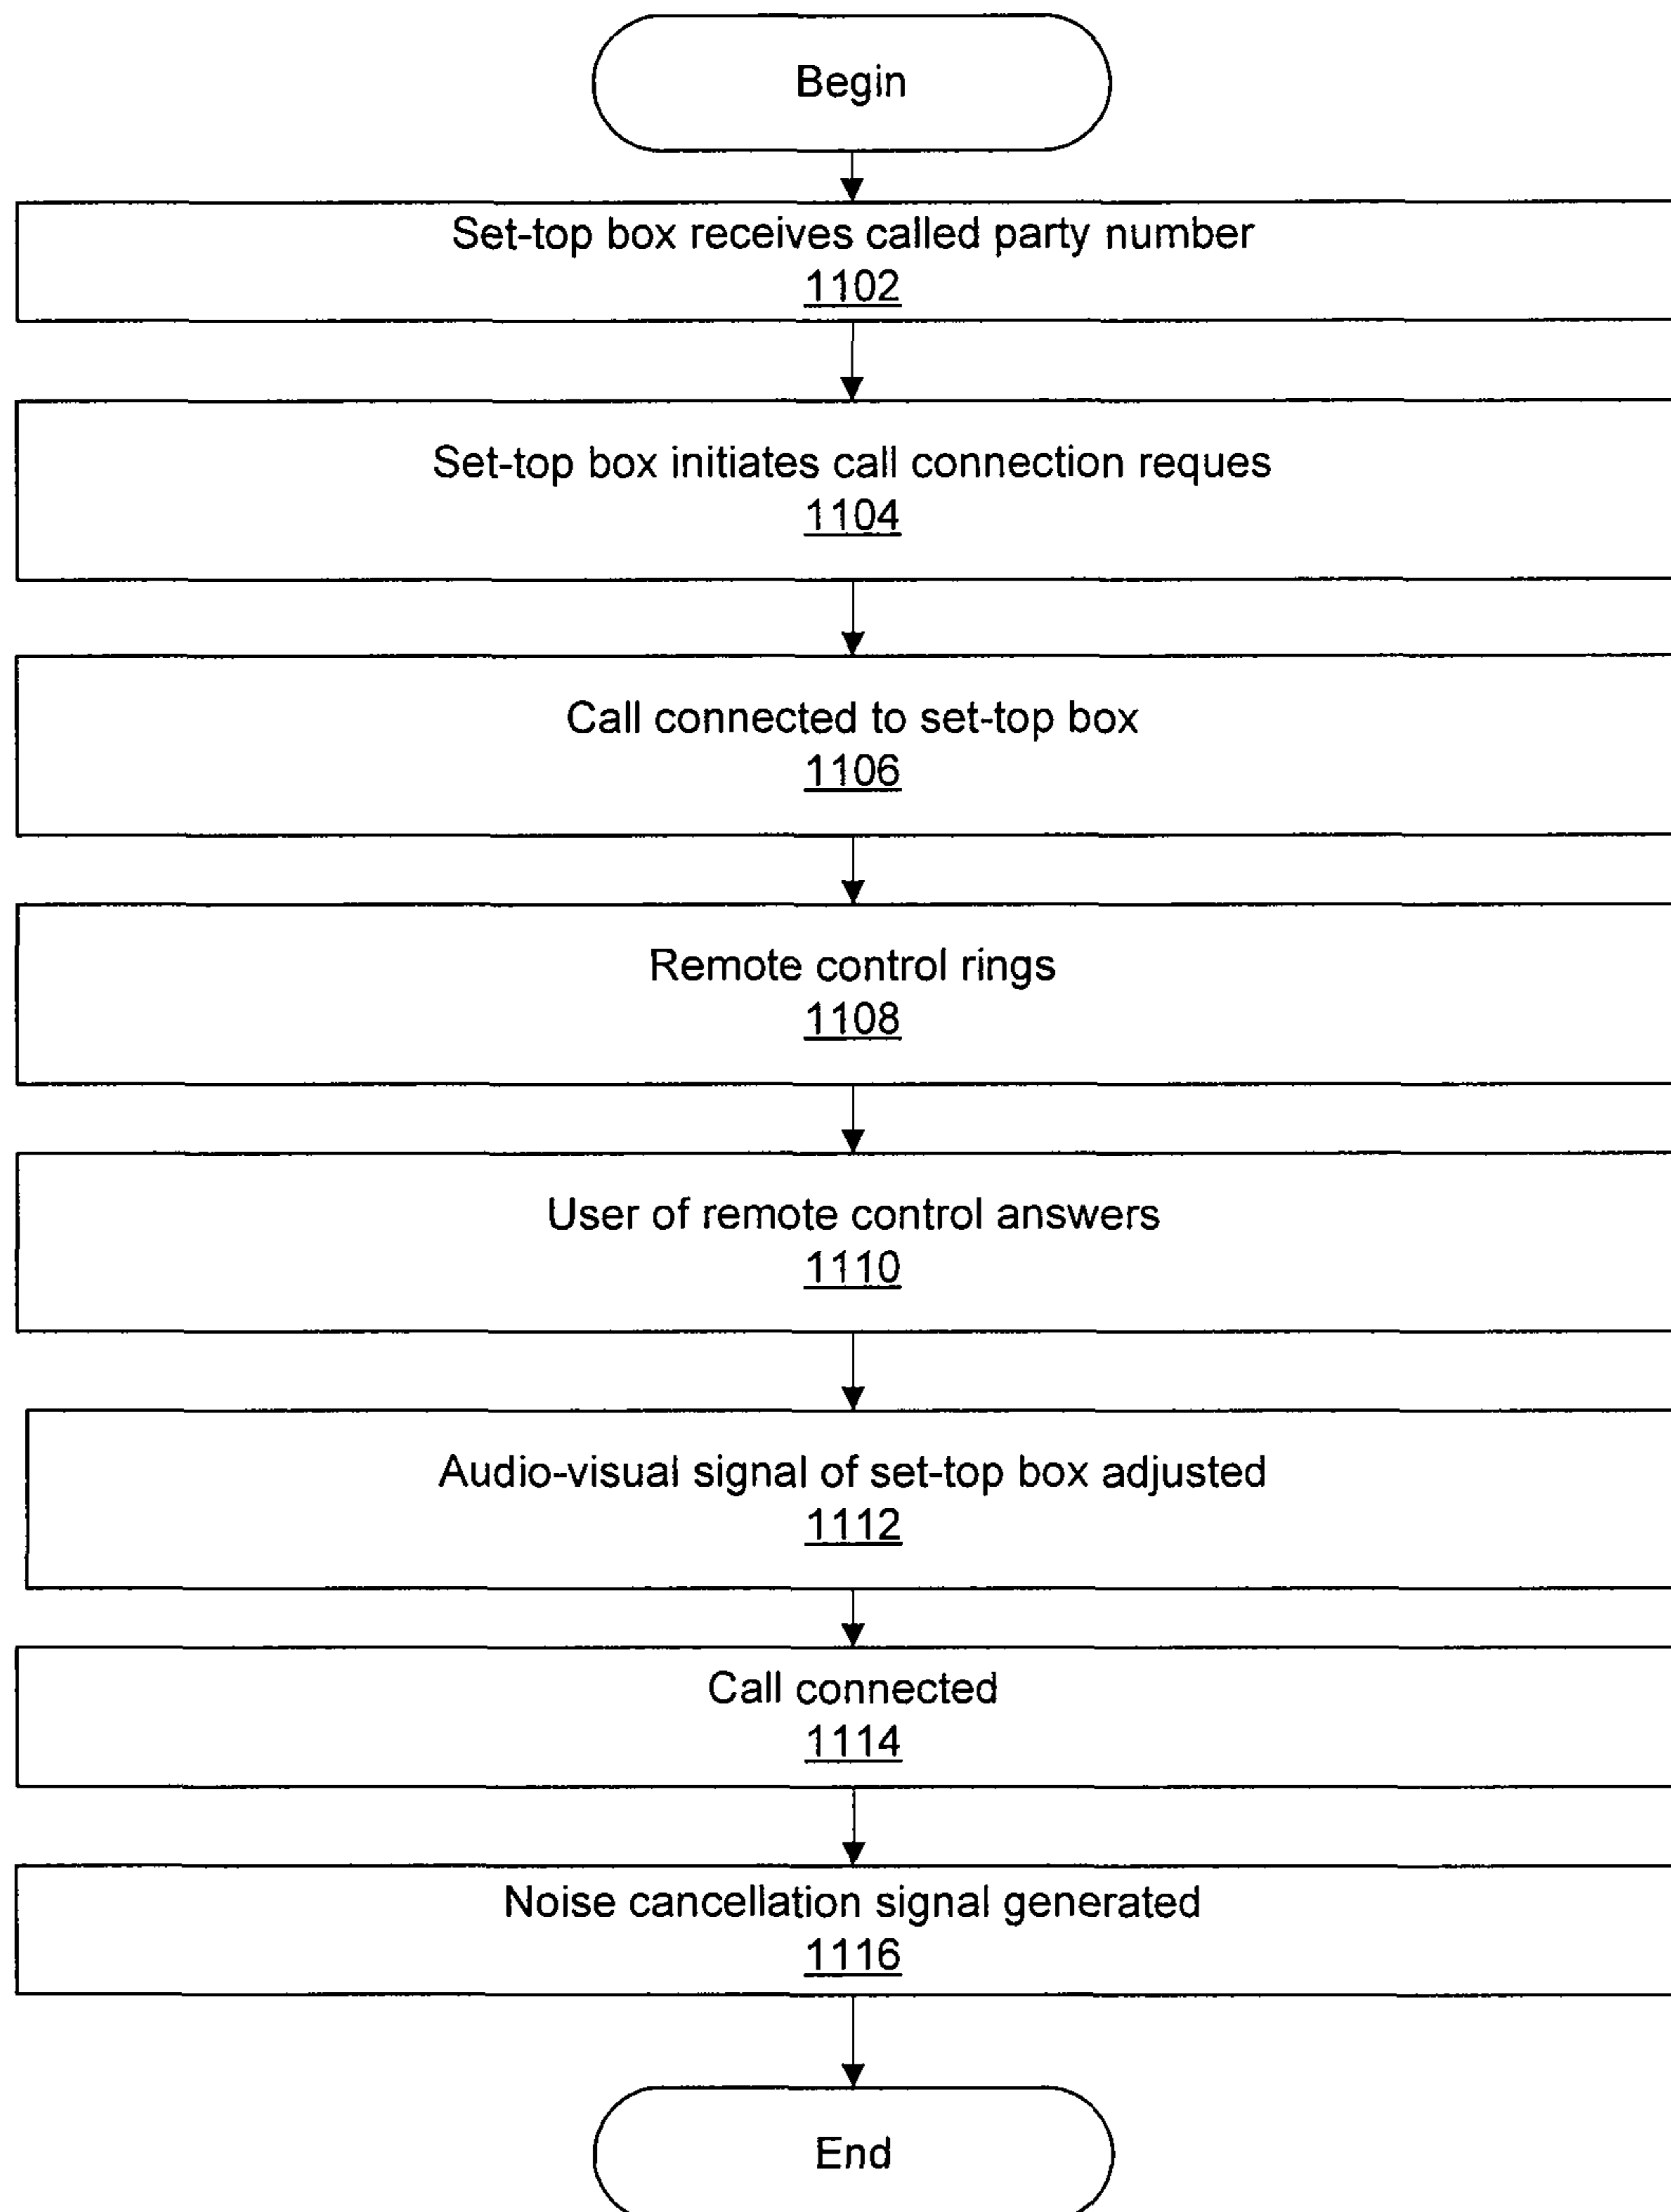 Begin
Set-top box receives called party number
1102
Set-top box initiates call connection reques
1104
Call connected to set-top box
1106
Remote control rings
1108
User of remote control answers
1110
Audio-visual signal of set-top box adjusted
1112
Call connected
1114
Noise cancellation signal generated
1116
End